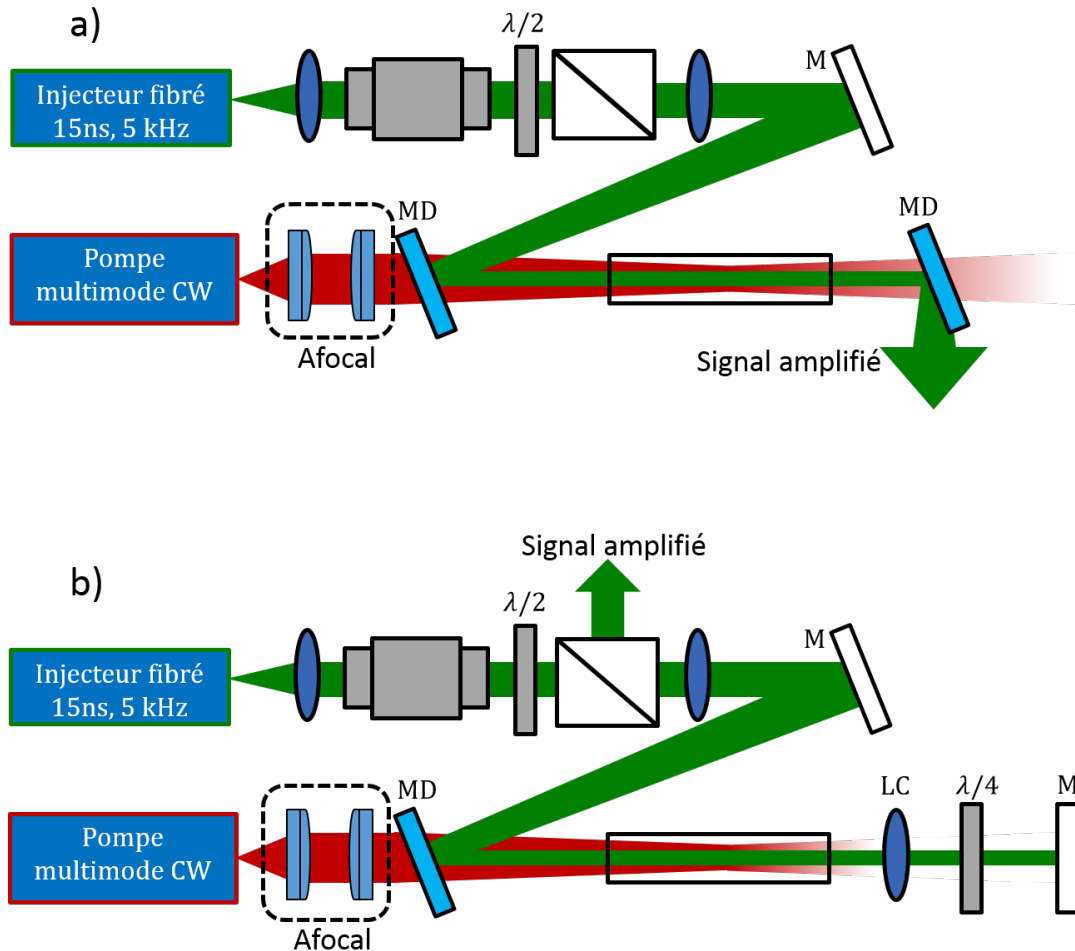 a)
λ/2
M
Injecteur fibré
15ns, 5 kHz
MD
MD
Pompe
multimode CW
Afocal
Signal amplifié
Signal amplifié
b)
λ/2
M
Injecteur fibré
15ns, 5 kHz
MD
LC
λ/4
M
Pompe
multimode CW
Afocal